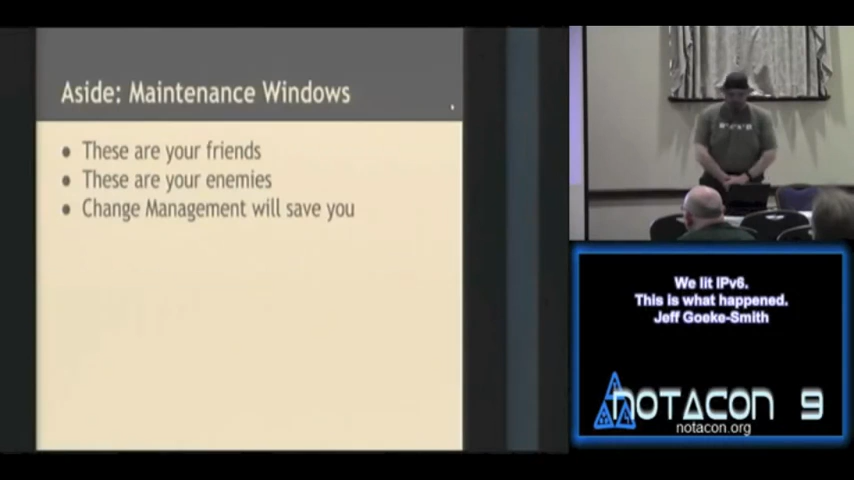 Aside: Maintenance Windows
These are your friends
These are your enemies
Change Management will save you
We lit IPv6.
This is what happened.
Jeff Goeke-Smith
NOTACON 9
notacon.org